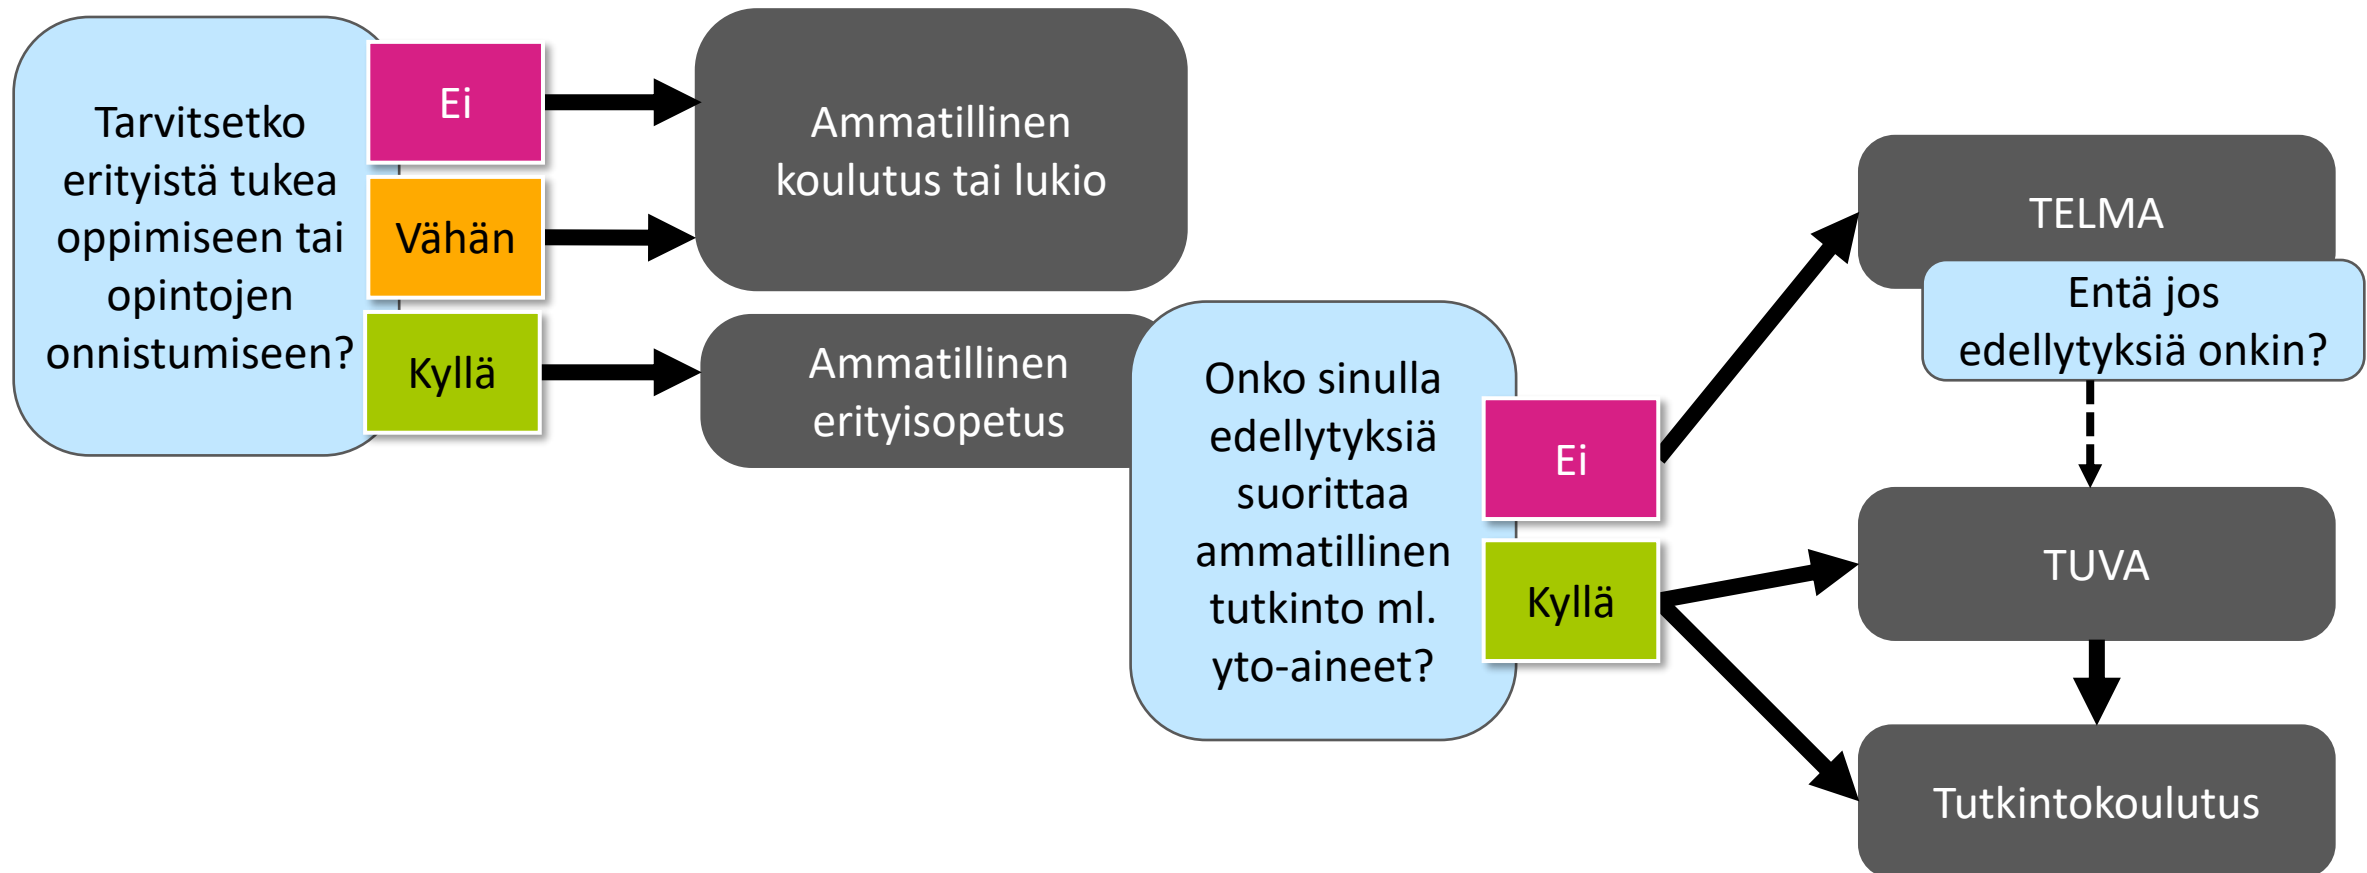 Tarvitsetko
erityistä tukea
oppimiseen tai
opintojen
onnistumiseen?
Ei
Vähän
Kyllä
Ammatillinen
koulutus tai lukio
Ammatillinen
erityisopetus
Onko sinulla
edellytyksiä
suorittaa
ammatillinen
tutkinto ml.
yto-aineet?
Ei
Kyllä
TELMA
Entä jos
edellytyksiä onkin?
TUVA
Tutkintokoulutus